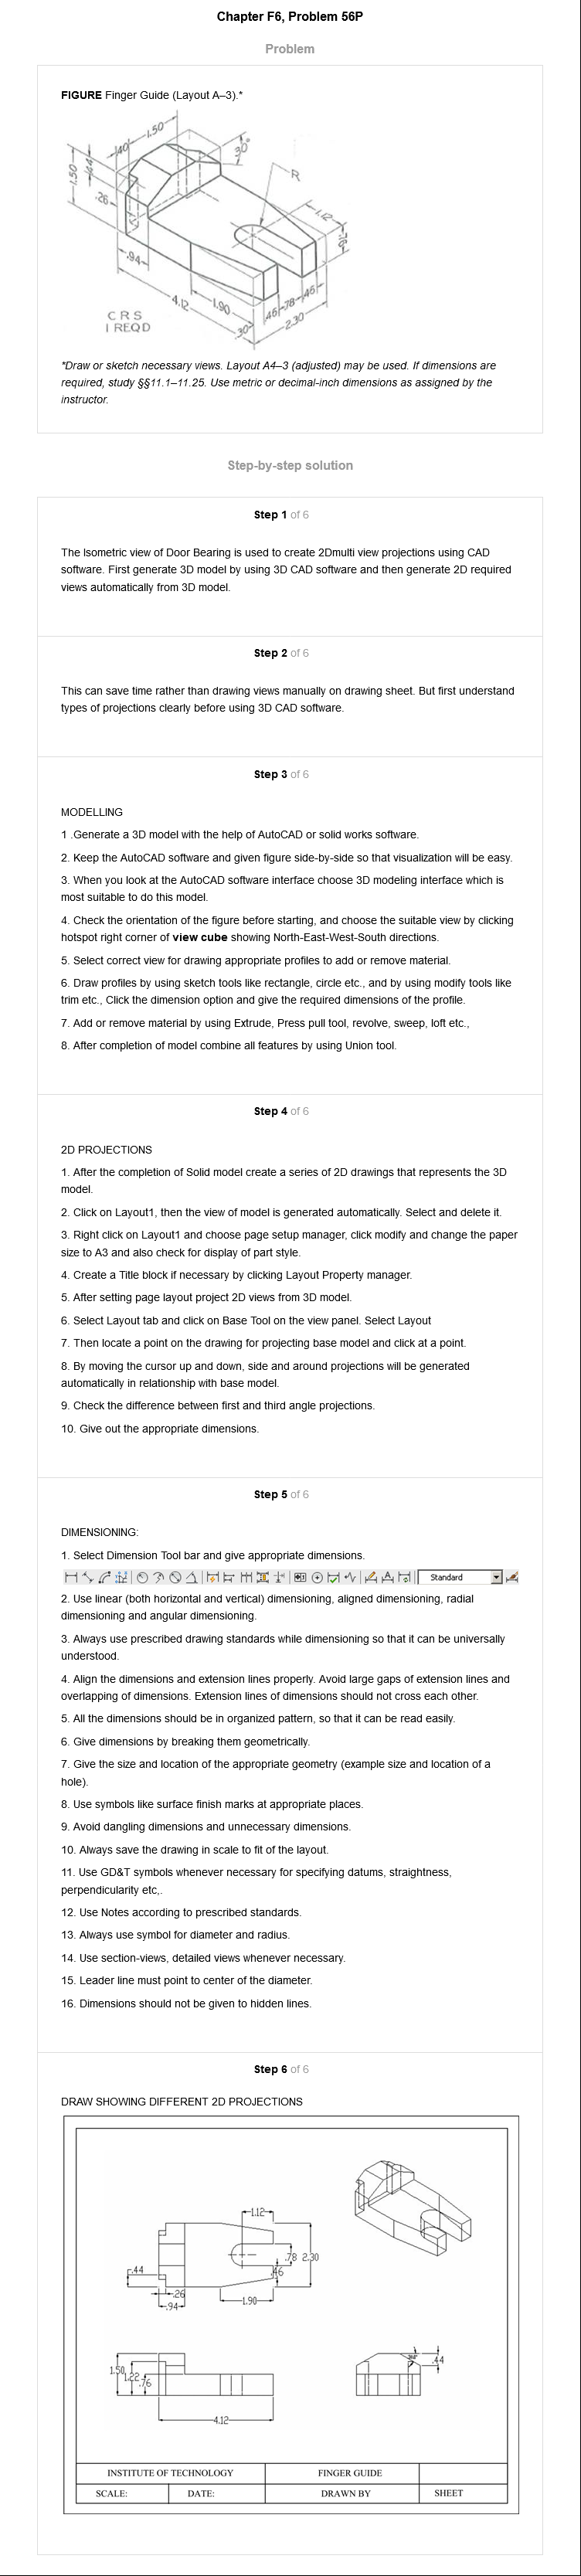 Chapter F6, Problem 56P
Problem
FIGURE Finger Guide (Layout A–3).*
1.50
.40
.44
1.50
30°
.26
R
1.12
.76
.94
4.12
1.90
.46
.78
.46
.30
2.30
CRS
1 REQD
*Draw or sketch necessary views. Layout A4–3 (adjusted) may be used. If dimensions are
required, study §§11.1–11.25. Use metric or decimal-inch dimensions as assigned by the
instructor.
Step-by-step solution
Step 1 of 6
The Isometric view of Door Bearing is used to create 2Dmulti view projections using CAD
software. First generate 3D model by using 3D CAD software and then generate 2D required
views automatically from 3D model.
Step 2 of 6
This can save time rather than drawing views manually on drawing sheet. But first understand
types of projections clearly before using 3D CAD software.
Step 3 of 6
MODELLING
1 .Generate a 3D model with the help of AutoCAD or solid works software.
2. Keep the AutoCAD software and given figure side-by-side so that visualization will be easy.
3. When you look at the AutoCAD software interface choose 3D modeling interface which is
most suitable to do this model.
4. Check the orientation of the figure before starting, and choose the suitable view by clicking
hotspot right corner of view cube showing North-East-West-South directions.
5. Select correct view for drawing appropriate profiles to add or remove material.
6. Draw profiles by using sketch tools like rectangle, circle etc., and by using modify tools like
trim etc., Click the dimension option and give the required dimensions of the profile.
7. Add or remove material by using Extrude, Press pull tool, revolve, sweep, loft etc.,
8. After completion of model combine all features by using Union tool.
Step 4 of 6
2D PROJECTIONS
1. After the completion of Solid model create a series of 2D drawings that represents the 3D
model.
2. Click on Layout1, then the view of model is generated automatically. Select and delete it.
3. Right click on Layout1 and choose page setup manager, click modify and change the paper
size to A3 and also check for display of part style.
4. Create a Title block if necessary by clicking Layout Property manager.
5. After setting page layout project 2D views from 3D model.
6. Select Layout tab and click on Base Tool on the view panel. Select Layout
7. Then locate a point on the drawing for projecting base model and click at a point.
8. By moving the cursor up and down, side and around projections will be generated
automatically in relationship with base model.
9. Check the difference between first and third angle projections.
10. Give out the appropriate dimensions.
Step 5 of 6
DIMENSIONING:
1. Select Dimension Tool bar and give appropriate dimensions.
Standard
2. Use linear (both horizontal and vertical) dimensioning, aligned dimensioning, radial
dimensioning and angular dimensioning.
3. Always use prescribed drawing standards while dimensioning so that it can be universally
understood.
4. Align the dimensions and extension lines properly. Avoid large gaps of extension lines and
overlapping of dimensions. Extension lines of dimensions should not cross each other.
5. All the dimensions should be in organized pattern, so that it can be read easily.
6. Give dimensions by breaking them geometrically.
7. Give the size and location of the appropriate geometry (example size and location of a
hole).
8. Use symbols like surface finish marks at appropriate places.
9. Avoid dangling dimensions and unnecessary dimensions.
10. Always save the drawing in scale to fit of the layout.
11. Use GD&T symbols whenever necessary for specifying datums, straightness,
perpendicularity etc,.
12. Use Notes according to prescribed standards.
13. Always use symbol for diameter and radius.
14. Use section-views, detailed views whenever necessary.
15. Leader line must point to center of the diameter.
16. Dimensions should not be given to hidden lines.
Step 6 of 6
DRAW SHOWING DIFFERENT 2D PROJECTIONS
1.12
.78 2.30
.46
.44
.26
.94
1.90
1.50
1.22
.76
.44
4.12
INSTITUTE OF TECHNOLOGY FINGER GUIDE
SCALE: DATE: DRAWN BY SHEET